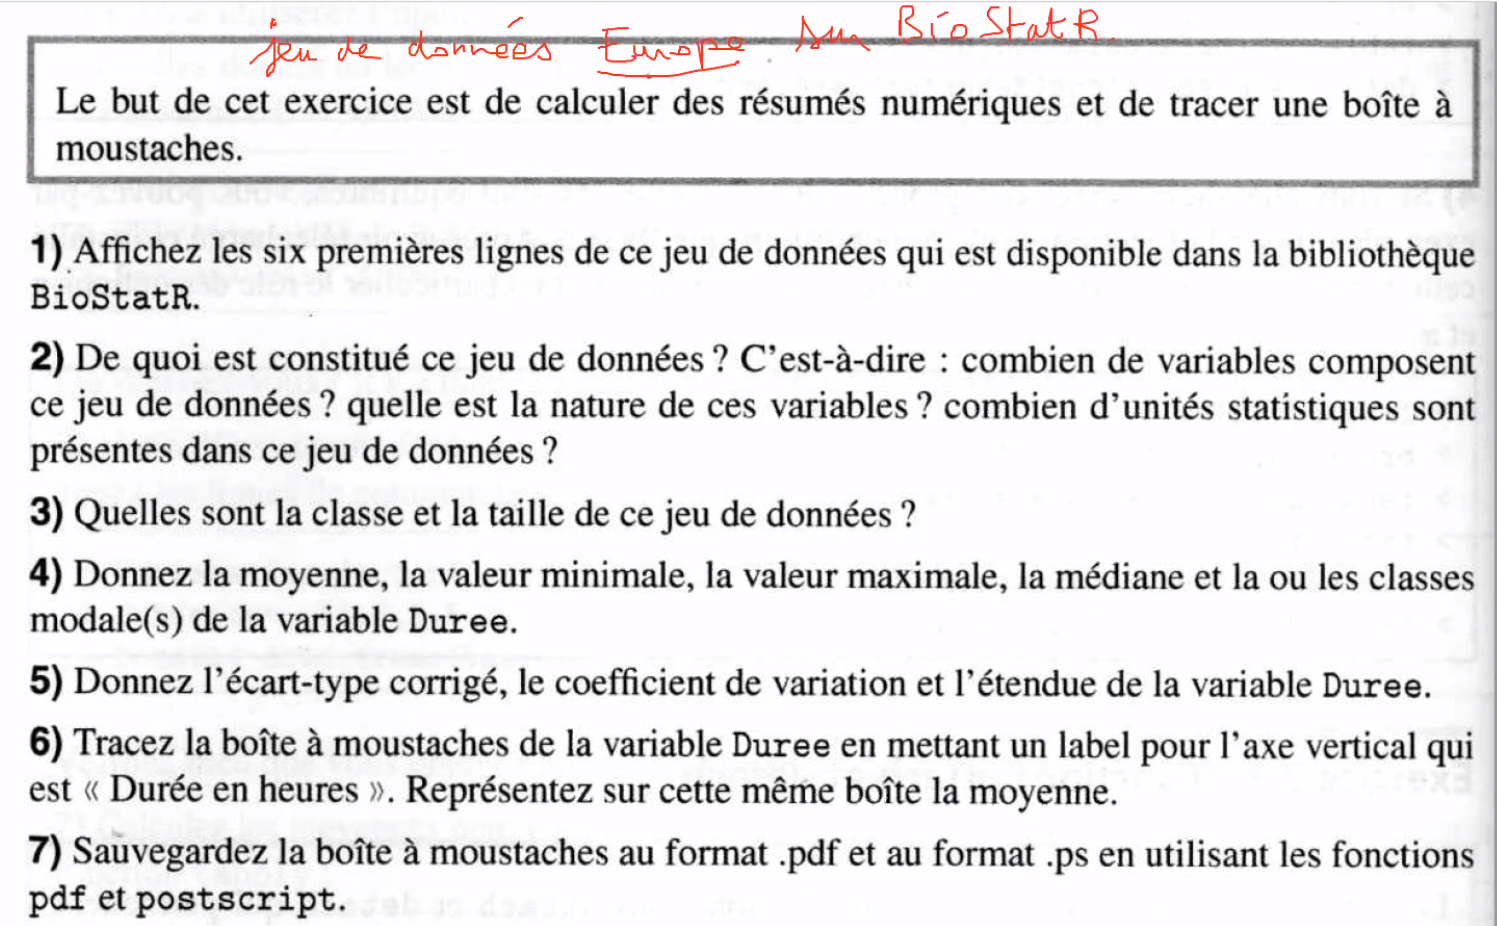 jeu de données Europe sur BioStatR.
Le but de cet exercice est de calculer des résumés numériques et de tracer une boîte à
moustaches.
1) Affichez les six premières lignes de ce jeu de données qui est disponible dans la bibliothèque
BioStatR.
2) De quoi est constitué ce jeu de données ? C'est-à-dire : combien de variables composent
ce jeu de données ? quelle est la nature de ces variables ? combien d'unités statistiques sont
présentes dans ce jeu de données ?
3) Quelles sont la classe et la taille de ce jeu de données ?
4) Donnez la moyenne, la valeur minimale, la valeur maximale, la médiane et la ou les classes
modale(s) de la variable Duree.
5) Donnez l'écart-type corrigé, le coefficient de variation et l'étendue de la variable Duree.
6) Tracez la boîte à moustaches de la variable Duree en mettant un label pour l'axe vertical qui
est « Durée en heures ». Représentez sur cette même boîte la moyenne.
7) Sauvegardez la boîte à moustaches au format .pdf et au format .ps en utilisant les fonctions
pdf et postscript.